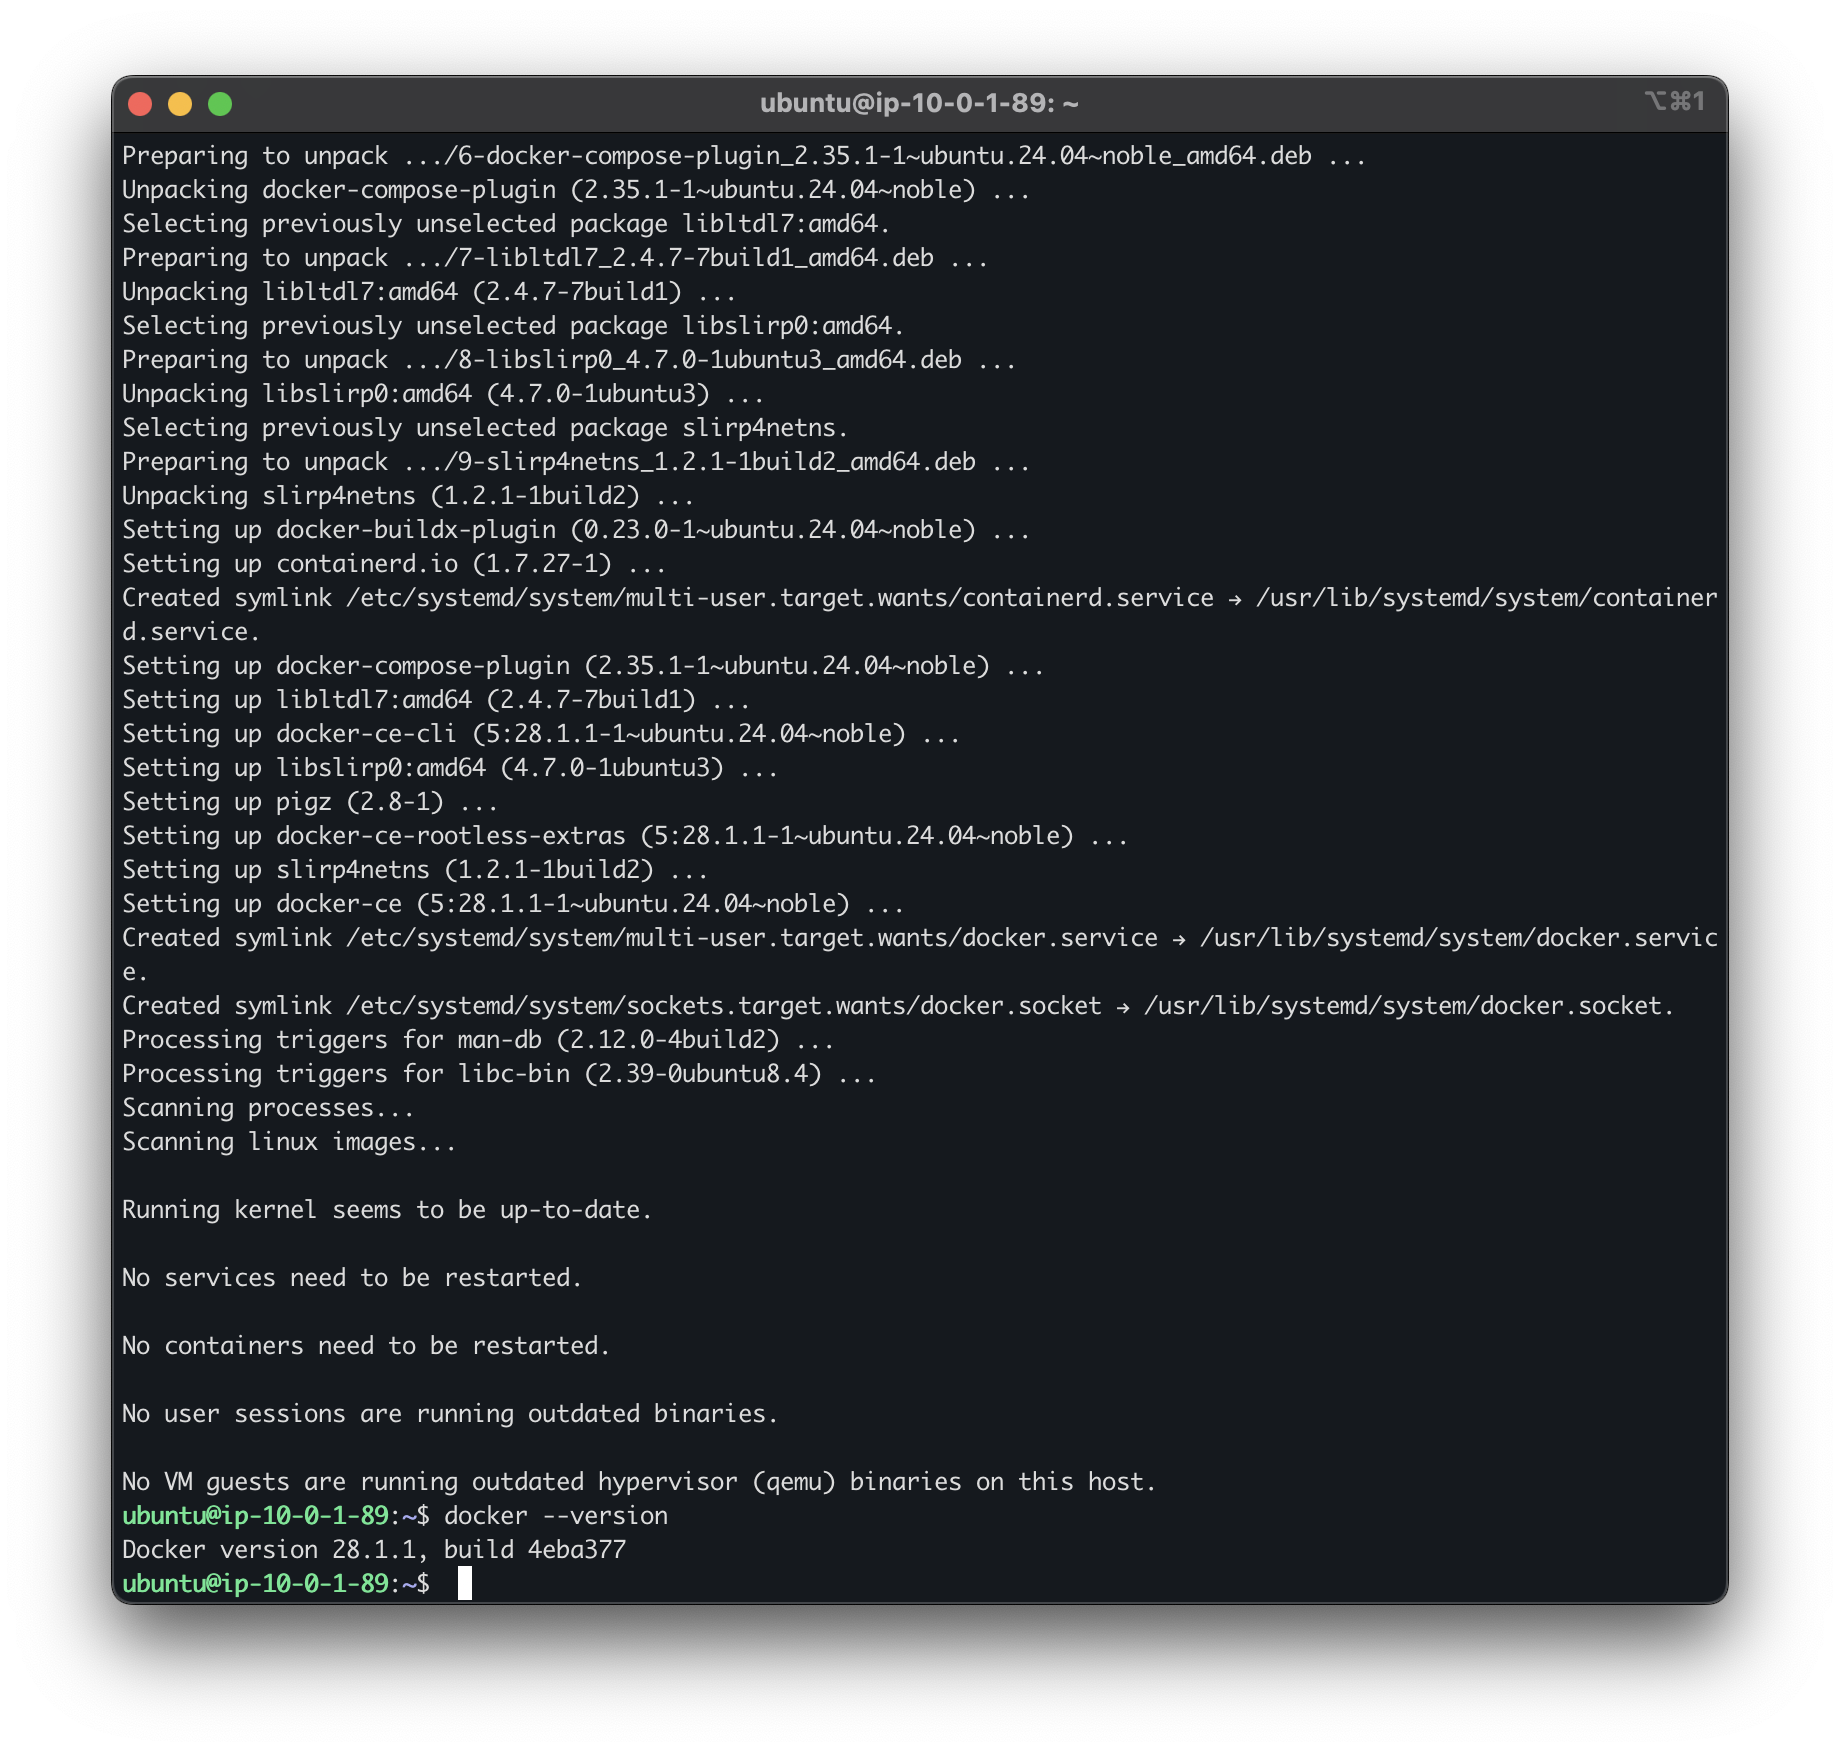 ubuntu@ip-10-0-1-89: ~
⌥⌘1
Preparing to unpack .../6-docker-compose-plugin_2.35.1-1~ubuntu.24.04~noble_amd64.deb ...
Unpacking docker-compose-plugin (2.35.1-1~ubuntu.24.04~noble) ...
Selecting previously unselected package libltdl7:amd64.
Preparing to unpack .../7-libltdl7_2.4.7-7build1_amd64.deb ...
Unpacking libltdl7:amd64 (2.4.7-7build1) ...
Selecting previously unselected package libslirp0:amd64.
Preparing to unpack .../8-libslirp0_4.7.0-1ubuntu3_amd64.deb ...
Unpacking libslirp0:amd64 (4.7.0-1ubuntu3) ...
Selecting previously unselected package slirp4netns.
Preparing to unpack .../9-slirp4netns_1.2.1-1build2_amd64.deb ...
Unpacking slirp4netns (1.2.1-1build2) ...
Setting up docker-buildx-plugin (0.23.0-1~ubuntu.24.04~noble) ...
Setting up containerd.io (1.7.27-1) ...
Created symlink /etc/systemd/system/multi-user.target.wants/containerd.service → /usr/lib/systemd/system/container
d.service.
Setting up docker-compose-plugin (2.35.1-1~ubuntu.24.04~noble) ...
Setting up libltdl7:amd64 (2.4.7-7build1) ...
Setting up docker-ce-cli (5:28.1.1-1~ubuntu.24.04~noble) ...
Setting up libslirp0:amd64 (4.7.0-1ubuntu3) ...
Setting up pigz (2.8-1) ...
Setting up docker-ce-rootless-extras (5:28.1.1-1~ubuntu.24.04~noble) ...
Setting up slirp4netns (1.2.1-1build2) ...
Setting up docker-ce (5:28.1.1-1~ubuntu.24.04~noble) ...
Created symlink /etc/systemd/system/multi-user.target.wants/docker.service → /usr/lib/systemd/system/docker.servic
e.
Created symlink /etc/systemd/system/sockets.target.wants/docker.socket → /usr/lib/systemd/system/docker.socket.
Processing triggers for man-db (2.12.0-4build2) ...
Processing triggers for libc-bin (2.39-0ubuntu8.4) ...
Scanning processes...
Scanning linux images...
Running kernel seems to be up-to-date.
No services need to be restarted.
No containers need to be restarted.
No user sessions are running outdated binaries.
No VM guests are running outdated hypervisor (qemu) binaries on this host.
ubuntu@ip-10-0-1-89:~$ docker --version
Docker version 28.1.1, build 4eba377
ubuntu@ip-10-0-1-89:~$